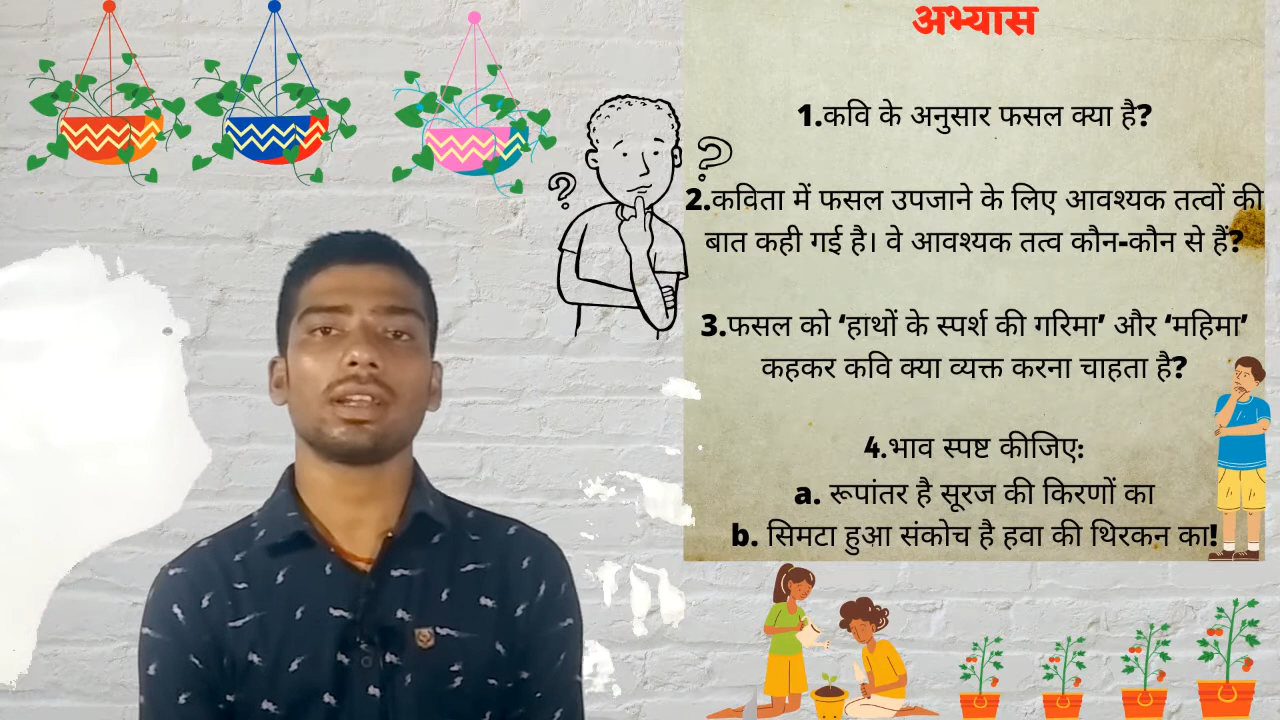 अभ्यास
1.कवि के अनुसार फसल क्या है?
2.कविता में फसल उपजाने के लिए आवश्यक तत्वों की
बात कही गई है। वे आवश्यक तत्व कौन-कौन से हैं?
3.फसल को ‘हाथों के स्पर्श की गरिमा’ और ‘महिमा’
कहकर कवि क्या व्यक्त करना चाहता है?
4.भाव स्पष्ट कीजिए:
a. रूपांतर है सूरज की किरणों का
b. सिमटा हुआ संकोच है हवा की थिरकन का!